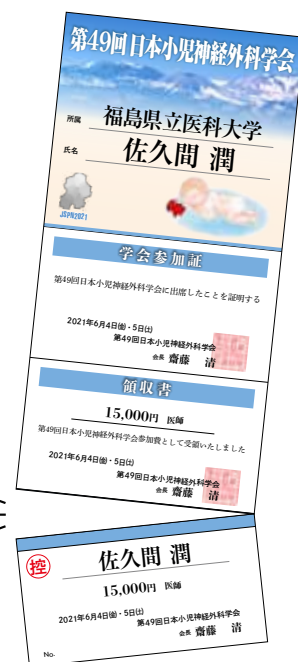 第49回日本小児神経外科学会
所属 福島県立医科大学
氏名 佐久間 潤
JSPN2021
学会参加証
第49回日本小児神経外科学会に出席したことを証明する
2021年6月4日㈮・5日㈯
第49回日本小児神経外科学会
会長 齋藤 清
領収書
15,000円 医師
第49回日本小児神経外科学会参加費として受領いたしました
2021年6月4日㈮・5日㈯
第49回日本小児神経外科学会
会長 齋藤 清
控
佐久間 潤
15,000円 医師
2021年6月4日㈮・5日㈯
第49回日本小児神経外科学会
会長 齋藤 清
No.